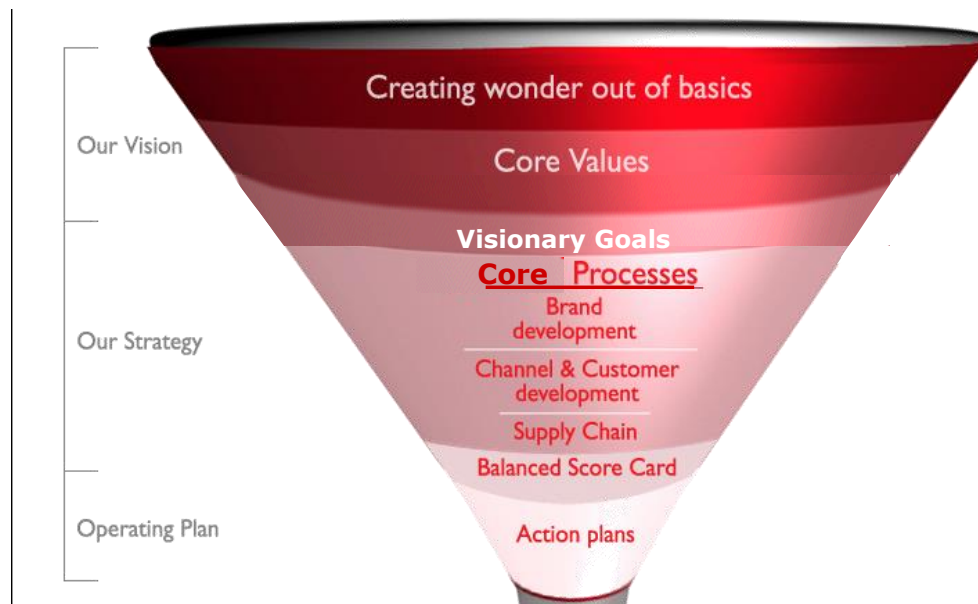 Creating wonder out of basics
Our Vision
Core Values
Visionary Goals
Core Processes
Brand
development
Our Strategy
Channel & Customer
development
Supply Chain
Balanced Score Card
Operating Plan
Action plans